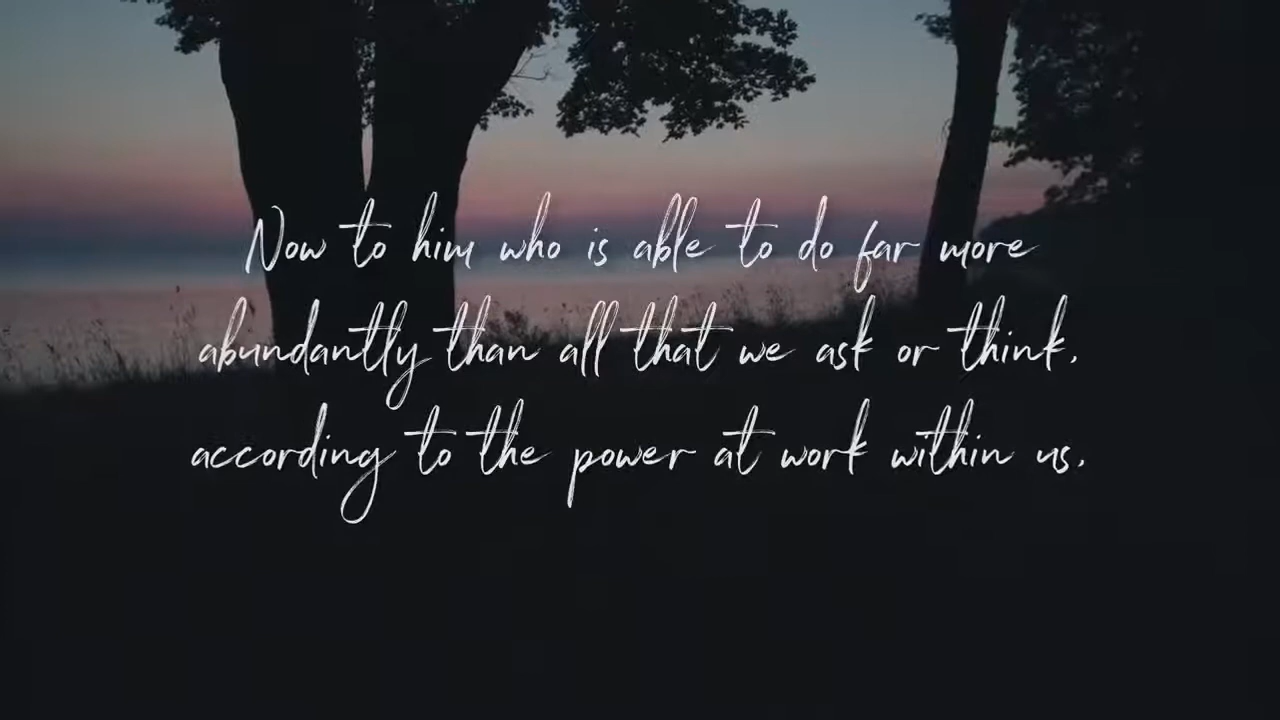 Now to him who is able to do far more
abundantly than all that we ask or think,
according to the power at work within us,